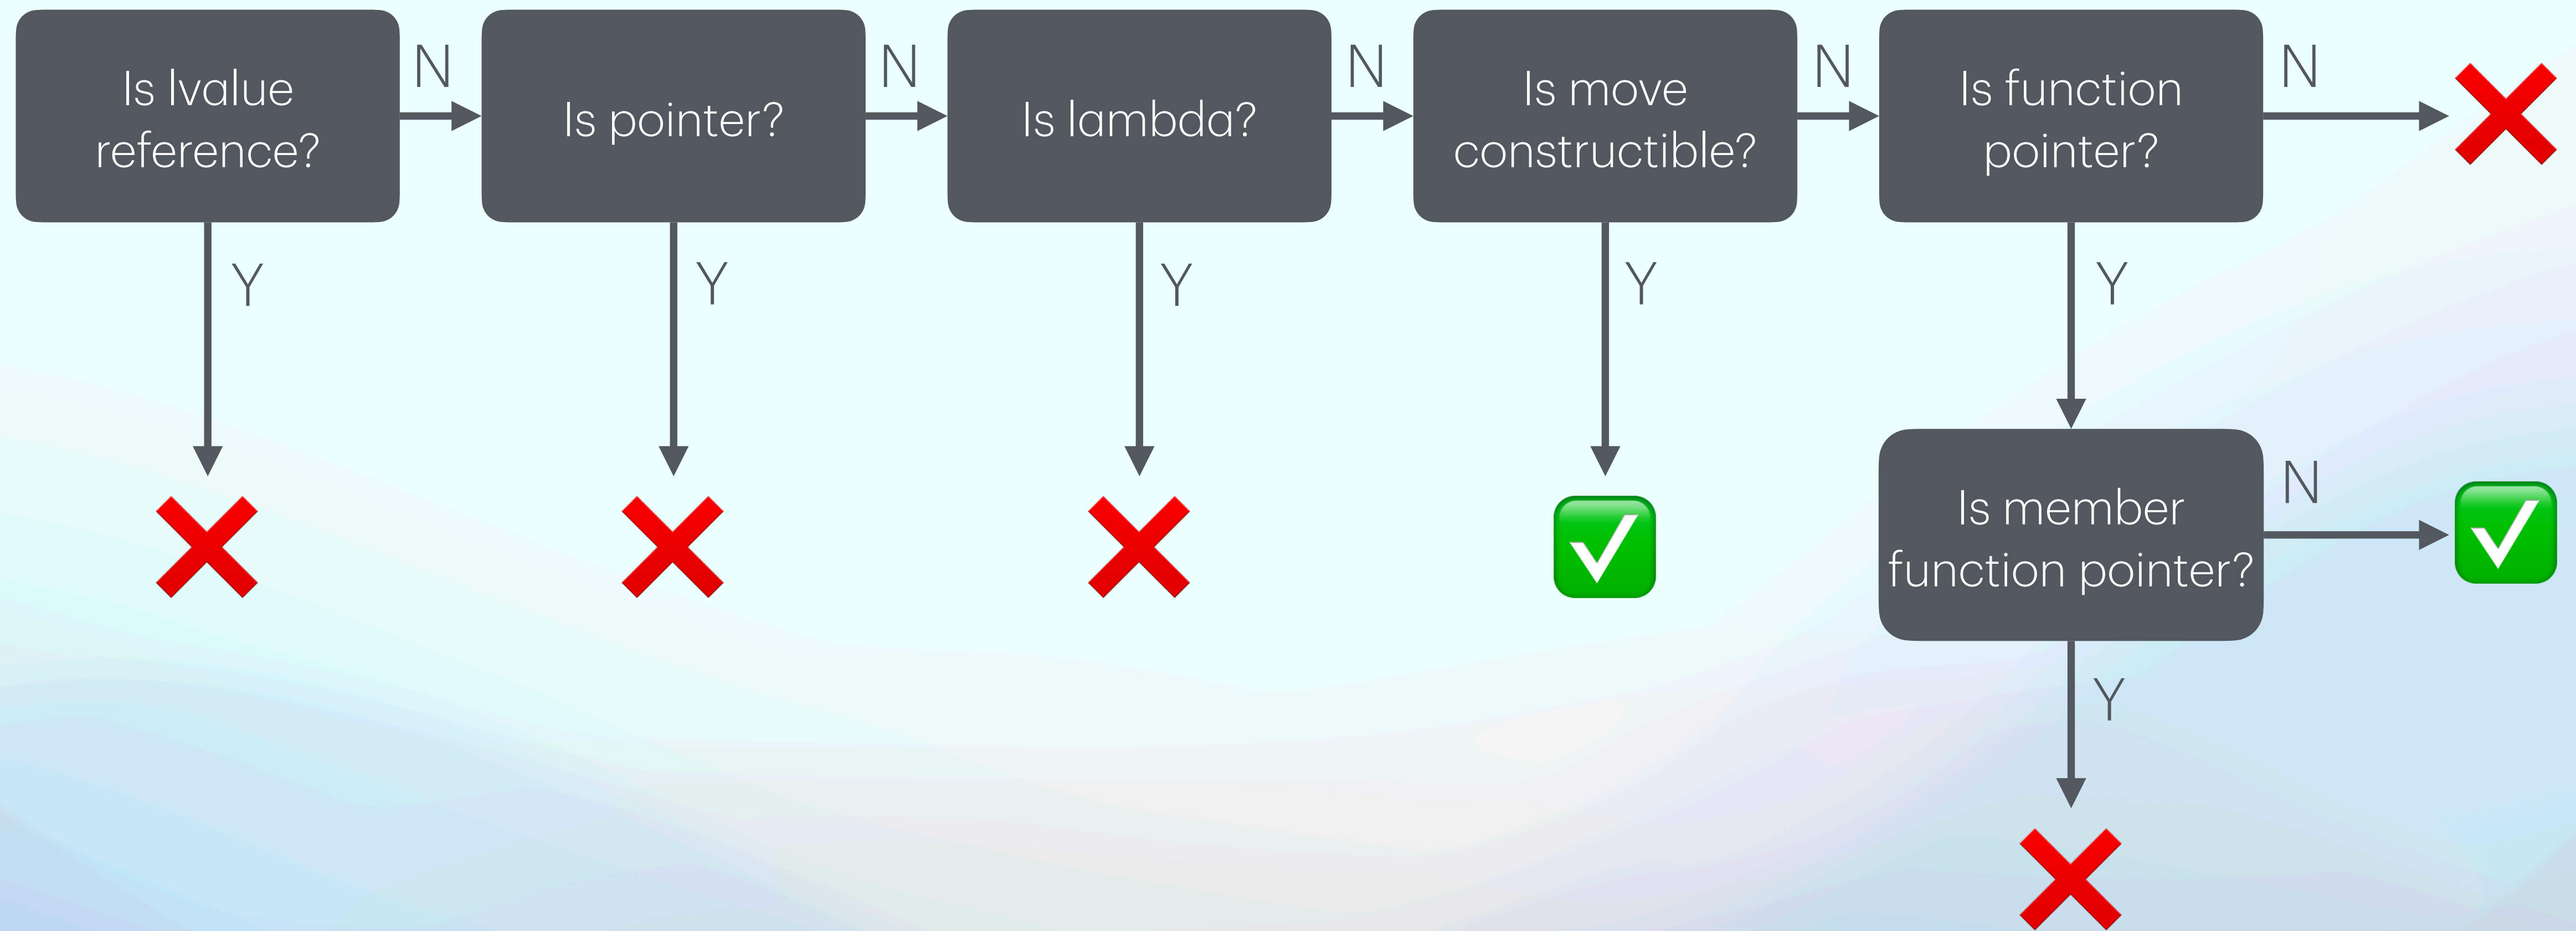 Is lvalue
reference?
N
Is pointer?
N
Is lambda?
N
Is move
constructible?
N
Is function
pointer?
N
Y
Y
Y
Y
Y
Is member
function pointer?
N
Y